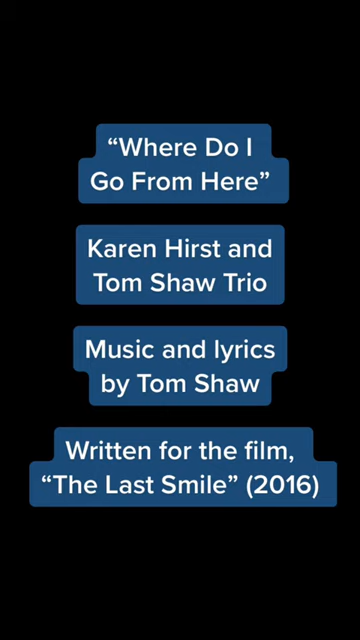 “Where Do I
Go From Here”
Karen Hirst and
Tom Shaw Trio
Music and lyrics
by Tom Shaw
Written for the film,
“The Last Smile” (2016)